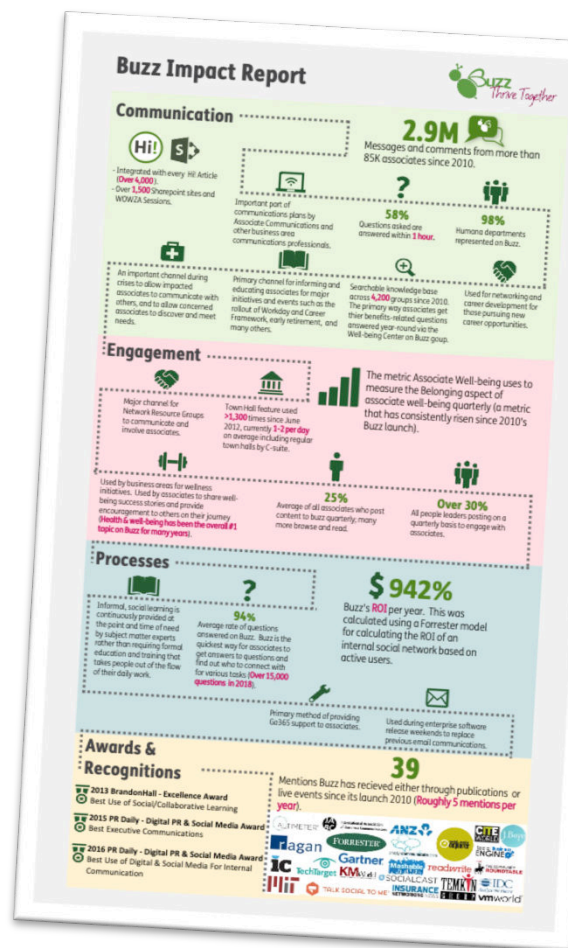 Buzz Impact Report
Buzz
Thrive Together
Communication
Hi!
S
- Integrated with every Hi! Article
(Over 4,000).
- Over 1,500 Sharepoint sites and
WOWZA Sessions.
2.9M
Messages and comments from more than
85K associates since 2010.
Important part of
communications plans by
Associate Communications and
other business area
communications professionals.
?
58%
Questions asked are
answered within 1 hour.
98%
Humana departments
represented on Buzz.
An important channel during
crises to allow impacted
associates to communicate with
others, and to allow concerned
associates to discover and meet
needs.
Primary channel for informing and
educating associates for major
initiatives and events such as the
rollout of Workday and Career
Framework, early retirement, and
many others.
Searchable knowledge base
across 4,200 groups since 2010.
The primary way associates get
thier benefits-related questions
answered year-round via the
Well-being Center on Buzz goup.
Used for networking and
career development for
those pursuing new
career opportunities.
Engagement
Major channel for
Network Resource Groups
to communicate and
involve associates.
Town Hall feature used
>1,300 times since June
2012, currently 1-2 per day
on average including regular
town halls by C-suite.
The metric Associate Well-being uses to
measure the Belonging aspect of
associate well-being quarterly (a metric
that has consistently risen since 2010's
Buzz launch).
Used by business areas for wellness
initiatives. Used by associates to share well-
being success stories and provide
encouragement to others on their journey
(Health & well-being has been the overall #1
topic on Buzz for many years).
25%
Average of all associates who post
content to buzz quarterly, many
more browse and read.
Over 30%
All people leaders posting on a
quarterly basis to engage with
associates.
Processes
Informal, social learning is
continuously provided at
the point and time of need
by subject matter experts
rather than requiring formal
education and training that
takes people out of the flow
of their daily work.
?
94%
Average rate of questions
answered on Buzz. Buzz is the
quickest way for associates to
get answers to questions and
find out who to connect with
for various tasks (Over 15,000
questions in 2018).
$ 942%
Buzz's ROI per year. This was
calculated using a Forrester model
for calculating the ROI of an
internal social network based on
active users.
Primary method of providing
Go365 support to associates.
Used during enterprise software
release weekends to replace
previous email communications.
Awards &
Recognitions
2013 BrandonHall - Excellence Award
Best Use of Social/Collaborative Learning
2015 PR Daily - Digital PR & Social Media Award
Best Executive Communications
2016 PR Daily - Digital PR & Social Media Award
Best Use of Digital & Social Media For Internal
Communication
39
Mentions Buzz has recieved either through publications or
live events since its launch 2010 (Roughly 5 mentions per
year).
ANZ
CITE
WORLD
Ragan
FORRESTER
ENGINE
ic
Gartner
readwrite
ROUNDTABLE
TechTarget
KMWorld
SOCIALCAST
TEMKIN
GROUP
IDC
MIT
TALK SOCIAL TO ME
INSURANCE
NETWORKING
vmworld